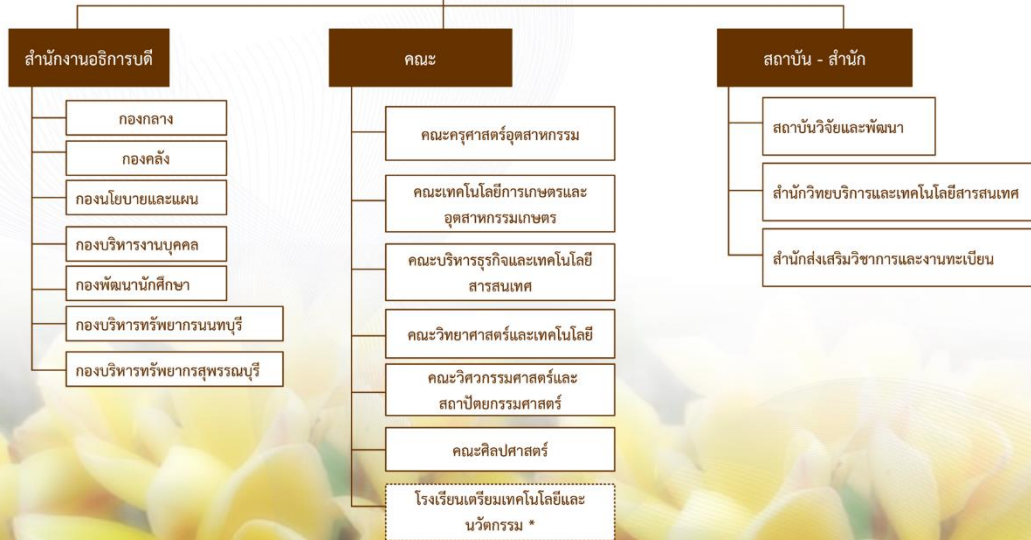 สำนักงานอธิการบดี
กองกลาง
กองคลัง
กองนโยบายและแผน
กองบริหารงานบุคคล
กองพัฒนานักศึกษา
กองบริหารทรัพยากรนนทบุรี
กองบริหารทรัพยากรสุพรรณบุรี
คณะ
คณะครุศาสตร์อุตสาหกรรม
คณะเทคโนโลยีการเกษตรและ
อุตสาหกรรมเกษตร
คณะบริหารธุรกิจและเทคโนโลยี
สารสนเทศ
คณะวิทยาศาสตร์และเทคโนโลยี
คณะวิศวกรรมศาสตร์และ
สถาปัตยกรรมศาสตร์
คณะศิลปศาสตร์
โรงเรียนเตรียมเทคโนโลยีและ
นวัตกรรม *
สถาบัน - สำนัก
สถาบันวิจัยและพัฒนา
สำนักวิทยบริการและเทคโนโลยีสารสนเทศ
สำนักส่งเสริมวิชาการและงานทะเบียน